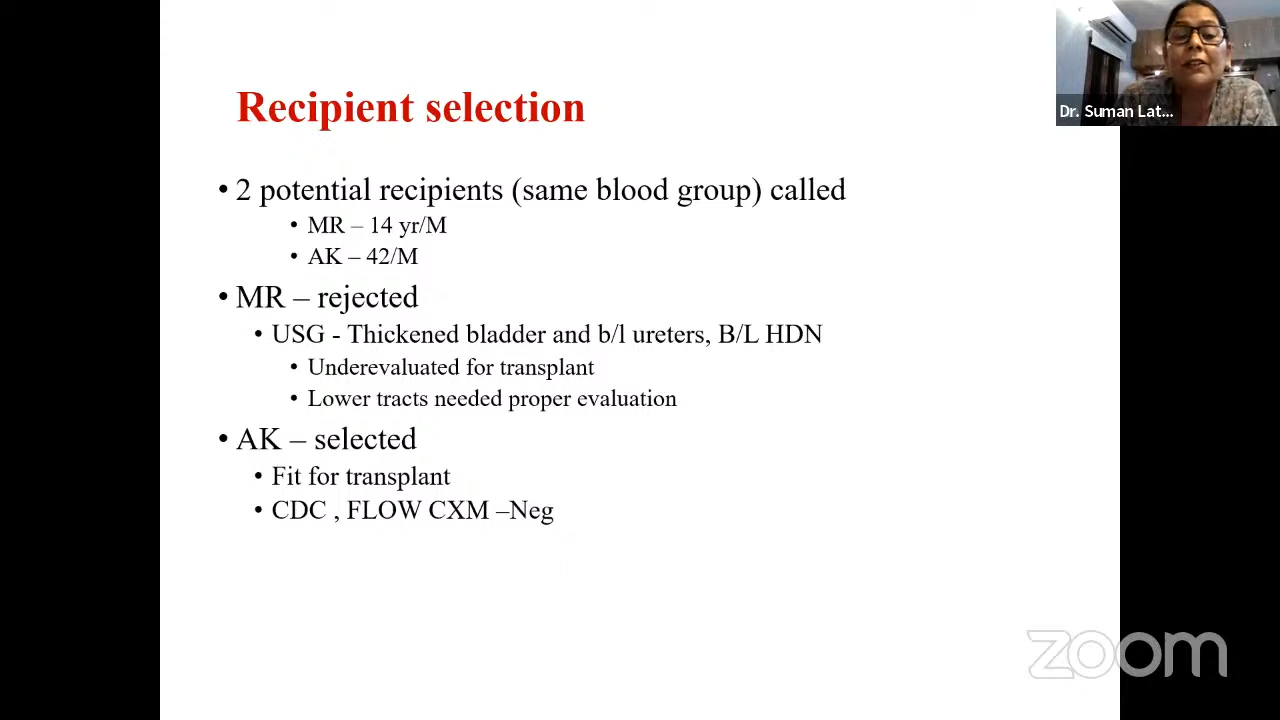 Recipient selection
• 2 potential recipients (same blood group) called
• MR – 14 yr/M
• AK – 42/M
• MR – rejected
• USG - Thickened bladder and b/l ureters, B/L HDN
• Underevaluated for transplant
• Lower tracts needed proper evaluation
• AK – selected
• Fit for transplant
• CDC , FLOW CXM –Neg
Dr. Suman Lat...
zoom